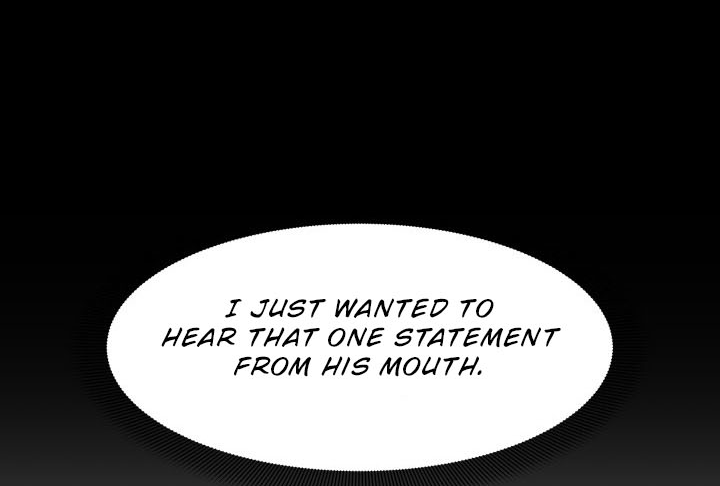 I JUST WANTED TO
HEAR THAT ONE STATEMENT
FROM HIS MOUTH.